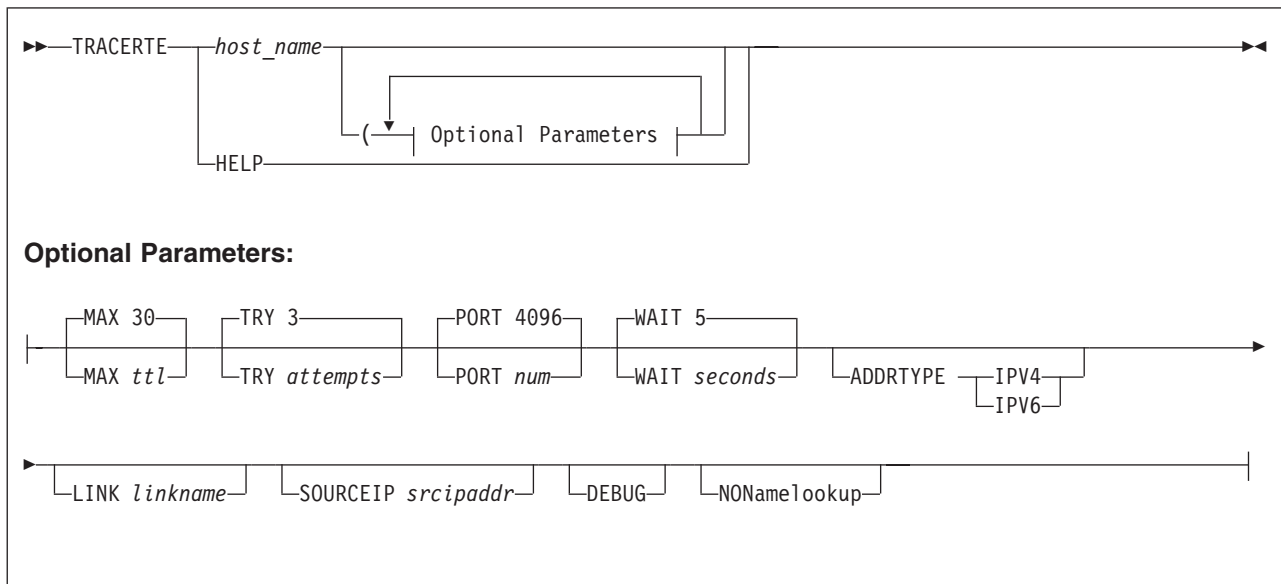 TRACERTE host_name
( Optional Parameters
HELP
Optional Parameters:
MAX 30 TRY 3 PORT 4096 WAIT 5
MAX ttl TRY attempts PORT num WAIT seconds ADDRTYPE IPV4
IPV6
LINK linkname SOURCEIP srcipaddr DEBUG NONamelookup